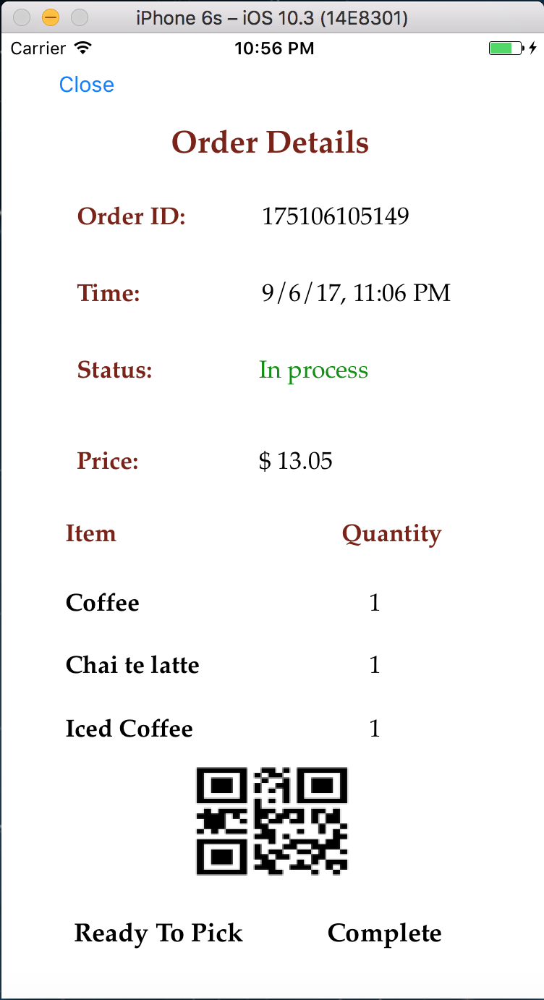 iPhone 6s – iOS 10.3 (14E8301)
Carrier 10:56 PM
Close
Order Details
Order ID: 175106105149
Time: 9/6/17, 11:06 PM
Status: In process
Price: $ 13.05
Item Quantity
Coffee 1
Chai te latte 1
Iced Coffee 1
Ready To Pick Complete